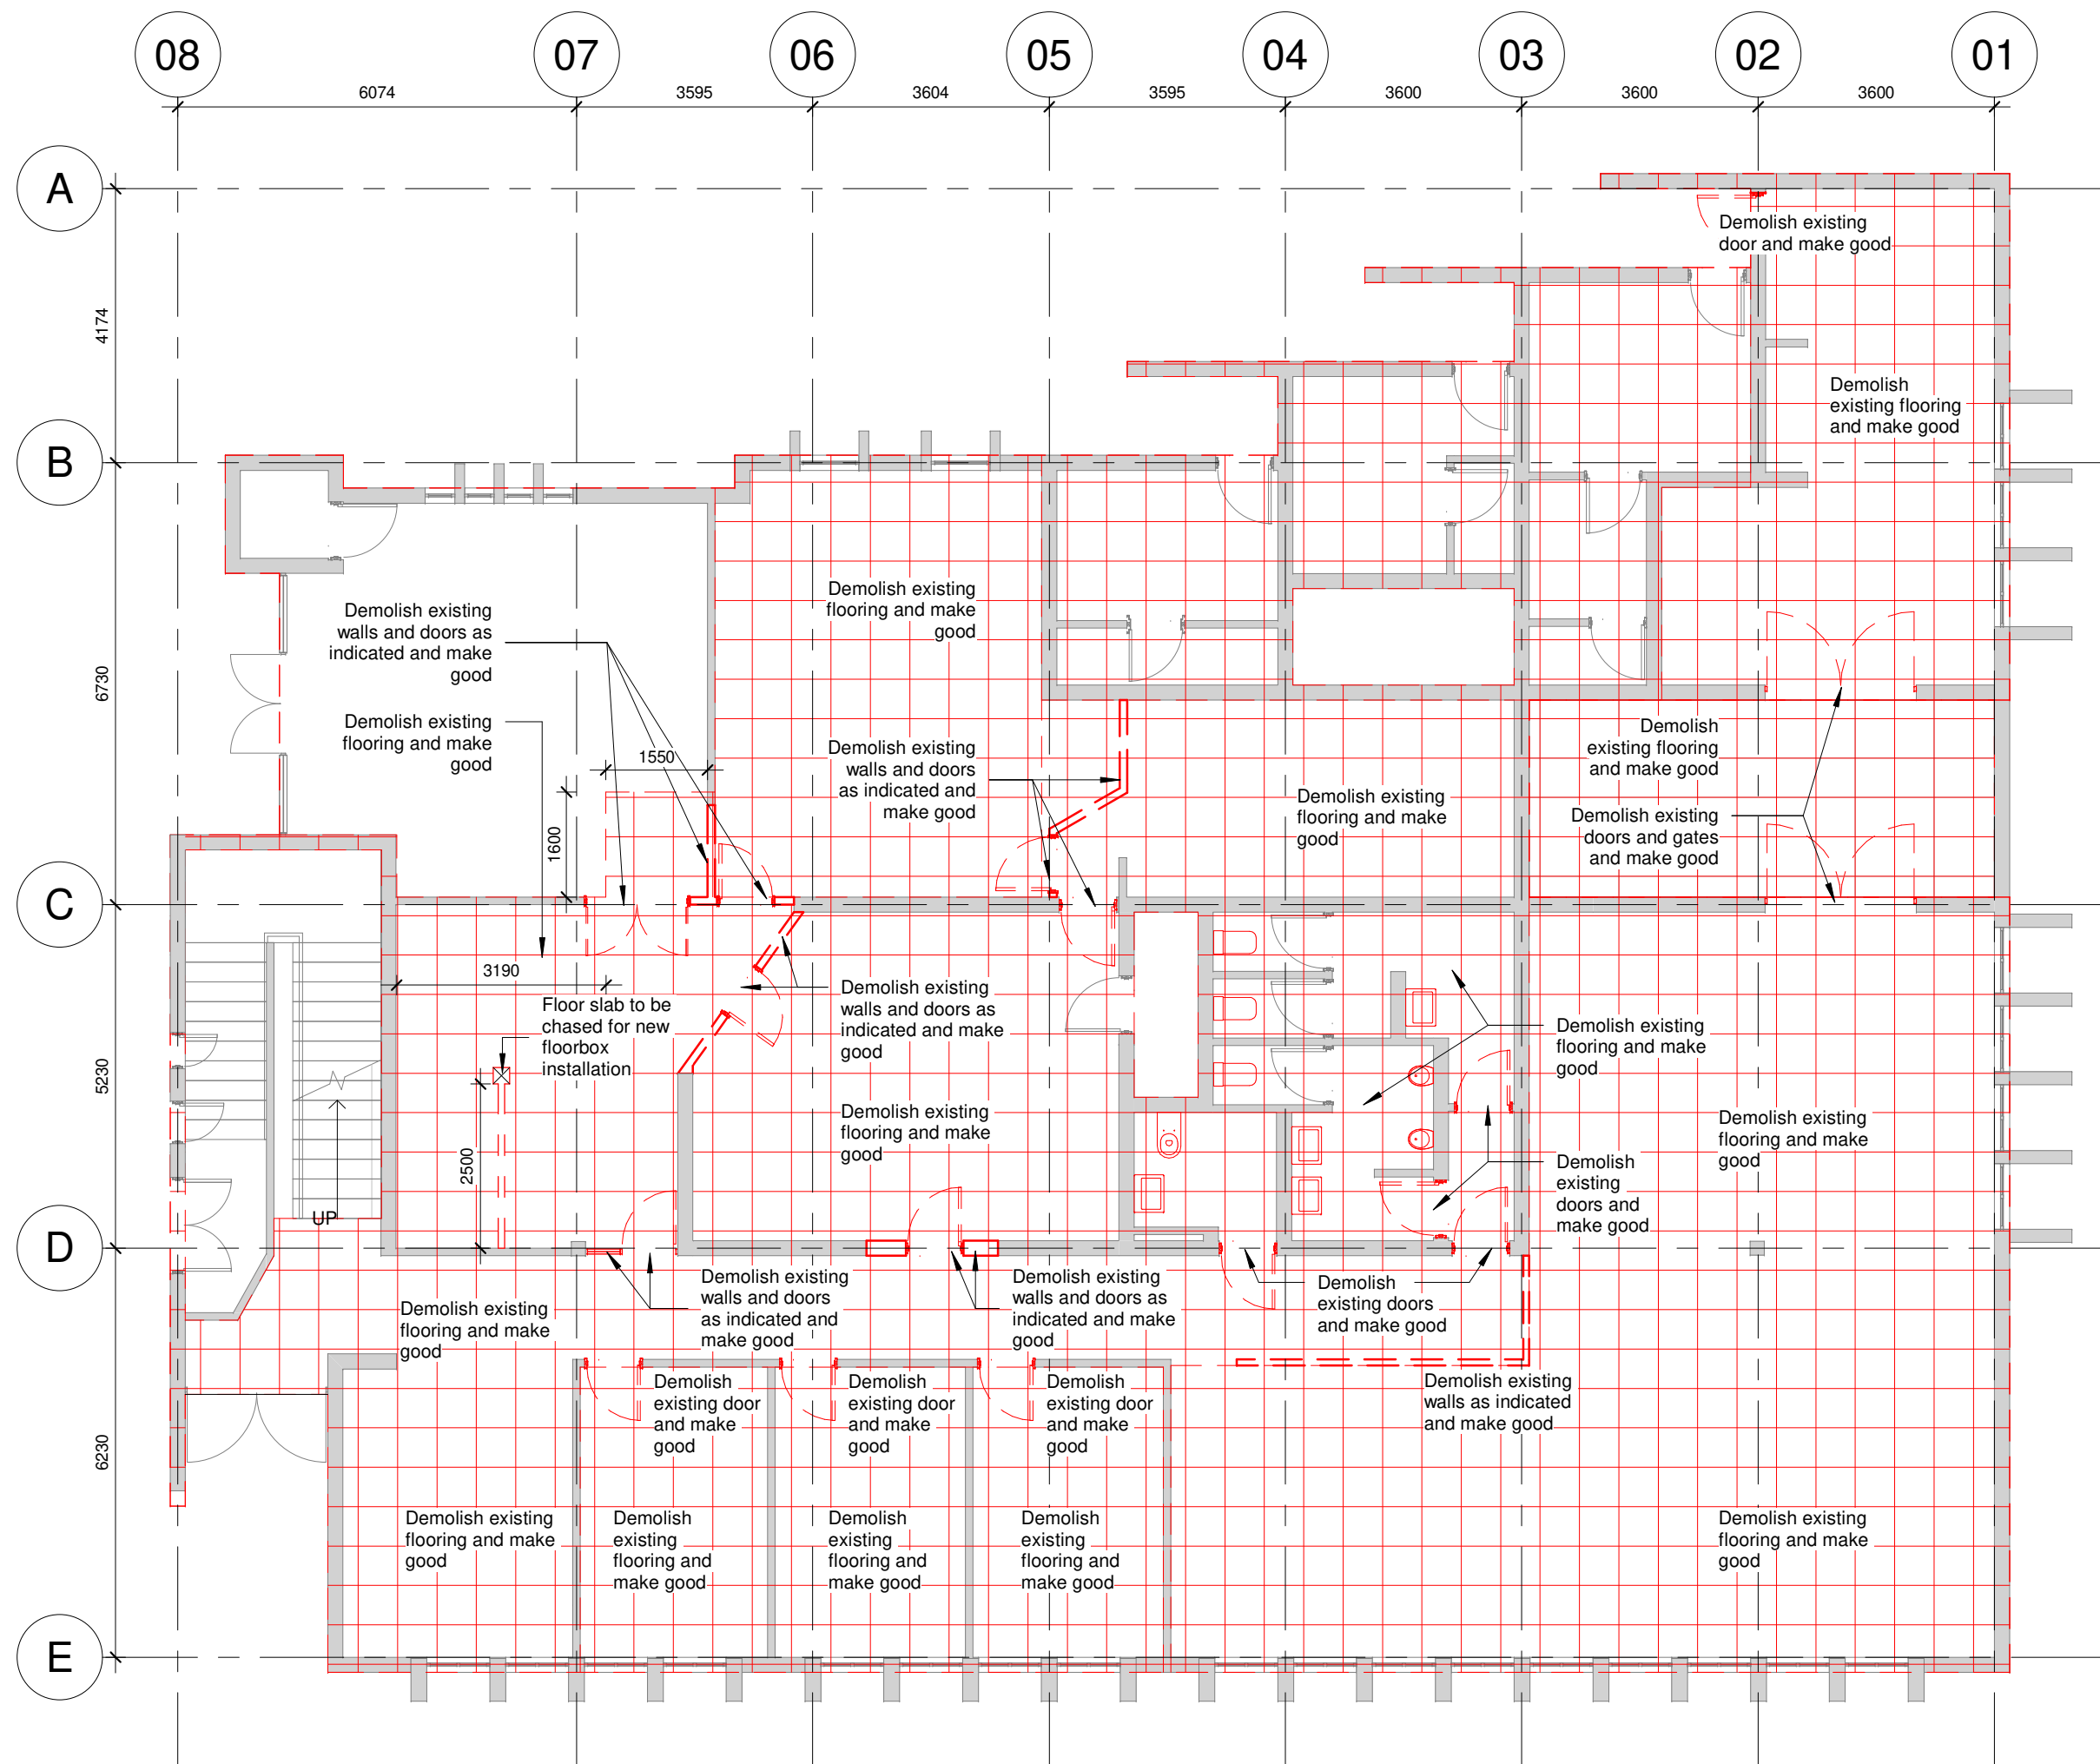 08
07
06
05
04
03
02
01
6074
3595
3604
3595
3600
3600
3600
A
B
C
D
E
4174
6730
5230
6230
Demolish existing
door and make good
Demolish
existing flooring
and make good
Demolish existing
flooring and make
good
Demolish existing
walls and doors as
indicated and make
good
Demolish existing
flooring and make
good
1550
1600
Demolish existing
walls and doors
as indicated and
make good
Demolish existing
flooring and make
good
Demolish
existing flooring
and make good
Demolish existing
doors and gates
and make good
3190
Floor slab to be
chased for new
floorbox
installation
2500
UP
Demolish existing
walls and doors as
indicated and make
good
Demolish existing
flooring and make
good
Demolish existing
flooring and make
good
Demolish
existing
doors and
make good
Demolish existing
flooring and make
good
Demolish existing
flooring and make
good
Demolish existing
walls and doors
as indicated and
make good
Demolish existing
walls and doors as
indicated and make
good
Demolish
existing doors
and make good
Demolish
existing door
and make
good
Demolish
existing door
and make
good
Demolish
existing door
and make
good
Demolish existing
walls as indicated
and make good
Demolish existing
flooring and make
good
Demolish
existing
flooring and
make good
Demolish
existing
flooring and
make good
Demolish
existing
flooring and
make good
Demolish existing
flooring and make
good